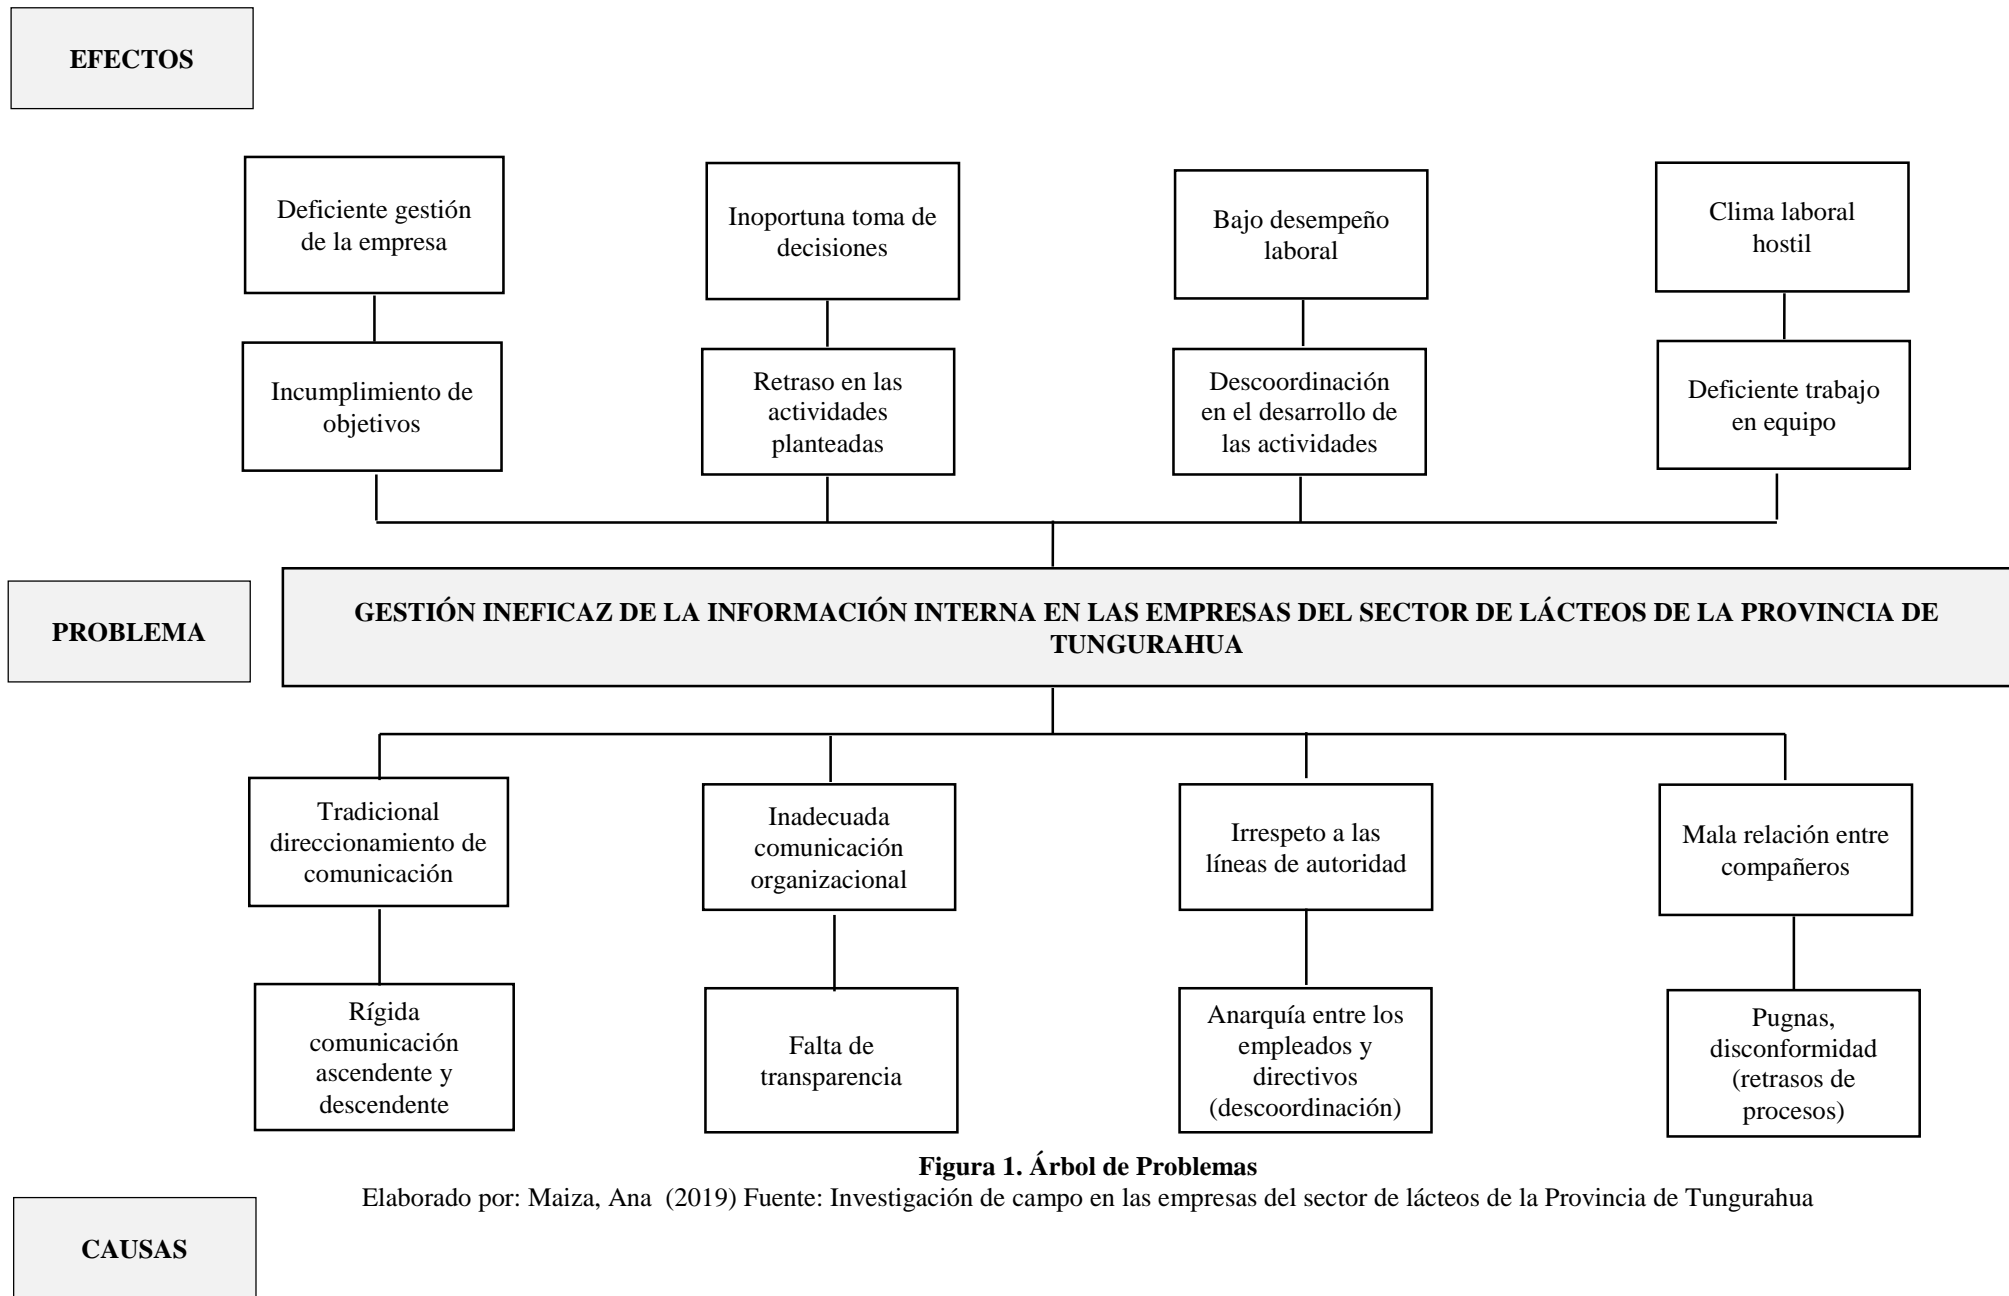 EFECTOS
Deficiente gestión
de la empresa
Inoportuna toma de
decisiones
Bajo desempeño
laboral
Clima laboral
hostil
Incumplimiento de
objetivos
Retraso en las
actividades
planteadas
Descoordinación
en el desarrollo de
las actividades
Deficiente trabajo
en equipo
PROBLEMA
GESTIÓN INEFICAZ DE LA INFORMACIÓN INTERNA EN LAS EMPRESAS DEL SECTOR DE LÁCTEOS DE LA PROVINCIA DE
TUNGURAHUA
Tradicional
direccionamiento de
comunicación
Inadecuada
comunicación
organizacional
Irrespeto a las
líneas de autoridad
Mala relación entre
compañeros
Rígida
comunicación
ascendente y
descendente
Falta de
transparencia
Anarquía entre los
empleados y
directivos
(descoordinación)
Pugnas,
disconformidad
(retrasos de
procesos)
Figura 1. Árbol de Problemas
Elaborado por: Maiza, Ana (2019) Fuente: Investigación de campo en las empresas del sector de lácteos de la Provincia de Tungurahua
CAUSAS